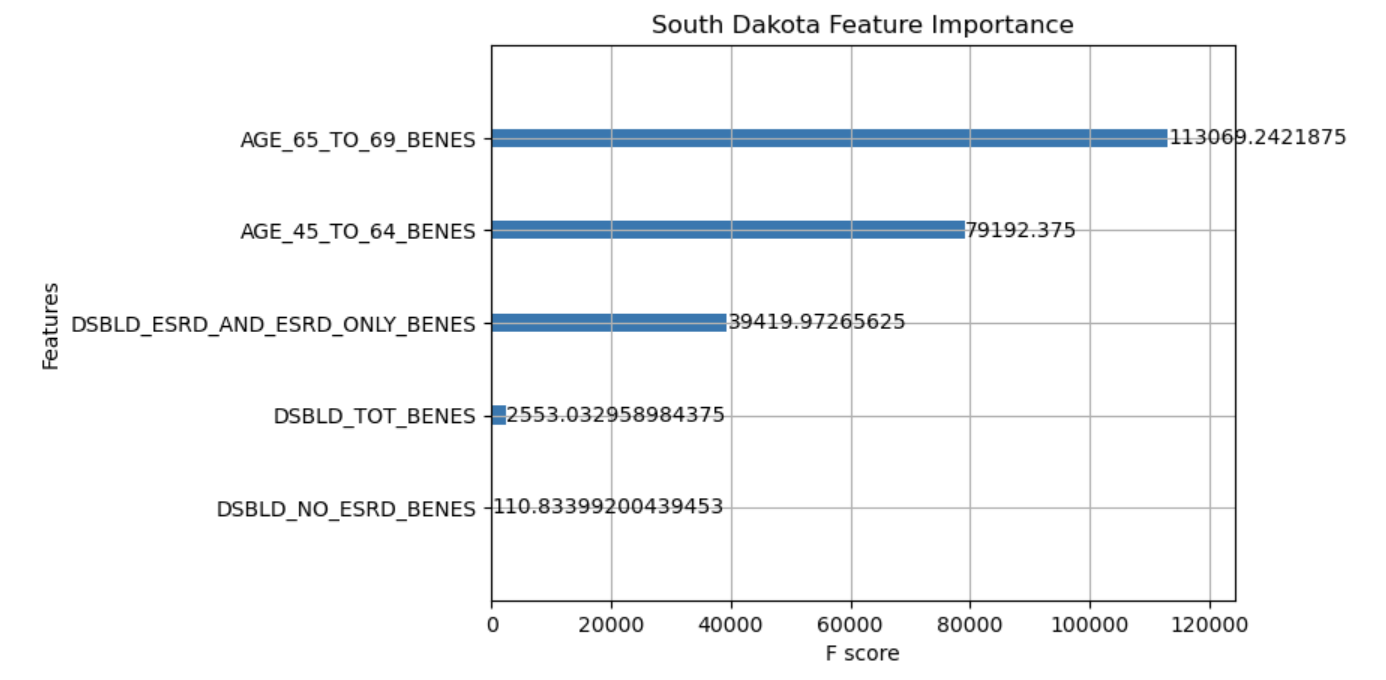 South Dakota Feature Importance
Features
AGE_65_TO_69_BENES 113069.2421875
AGE_45_TO_64_BENES 79192.375
DSBLD_ESRD_AND_ESRD_ONLY_BENES 39419.97265625
DSBLD_TOT_BENES 2553.032958984375
DSBLD_NO_ESRD_BENES 110.83399200439453
0 20000 40000 60000 80000 100000 120000
F score